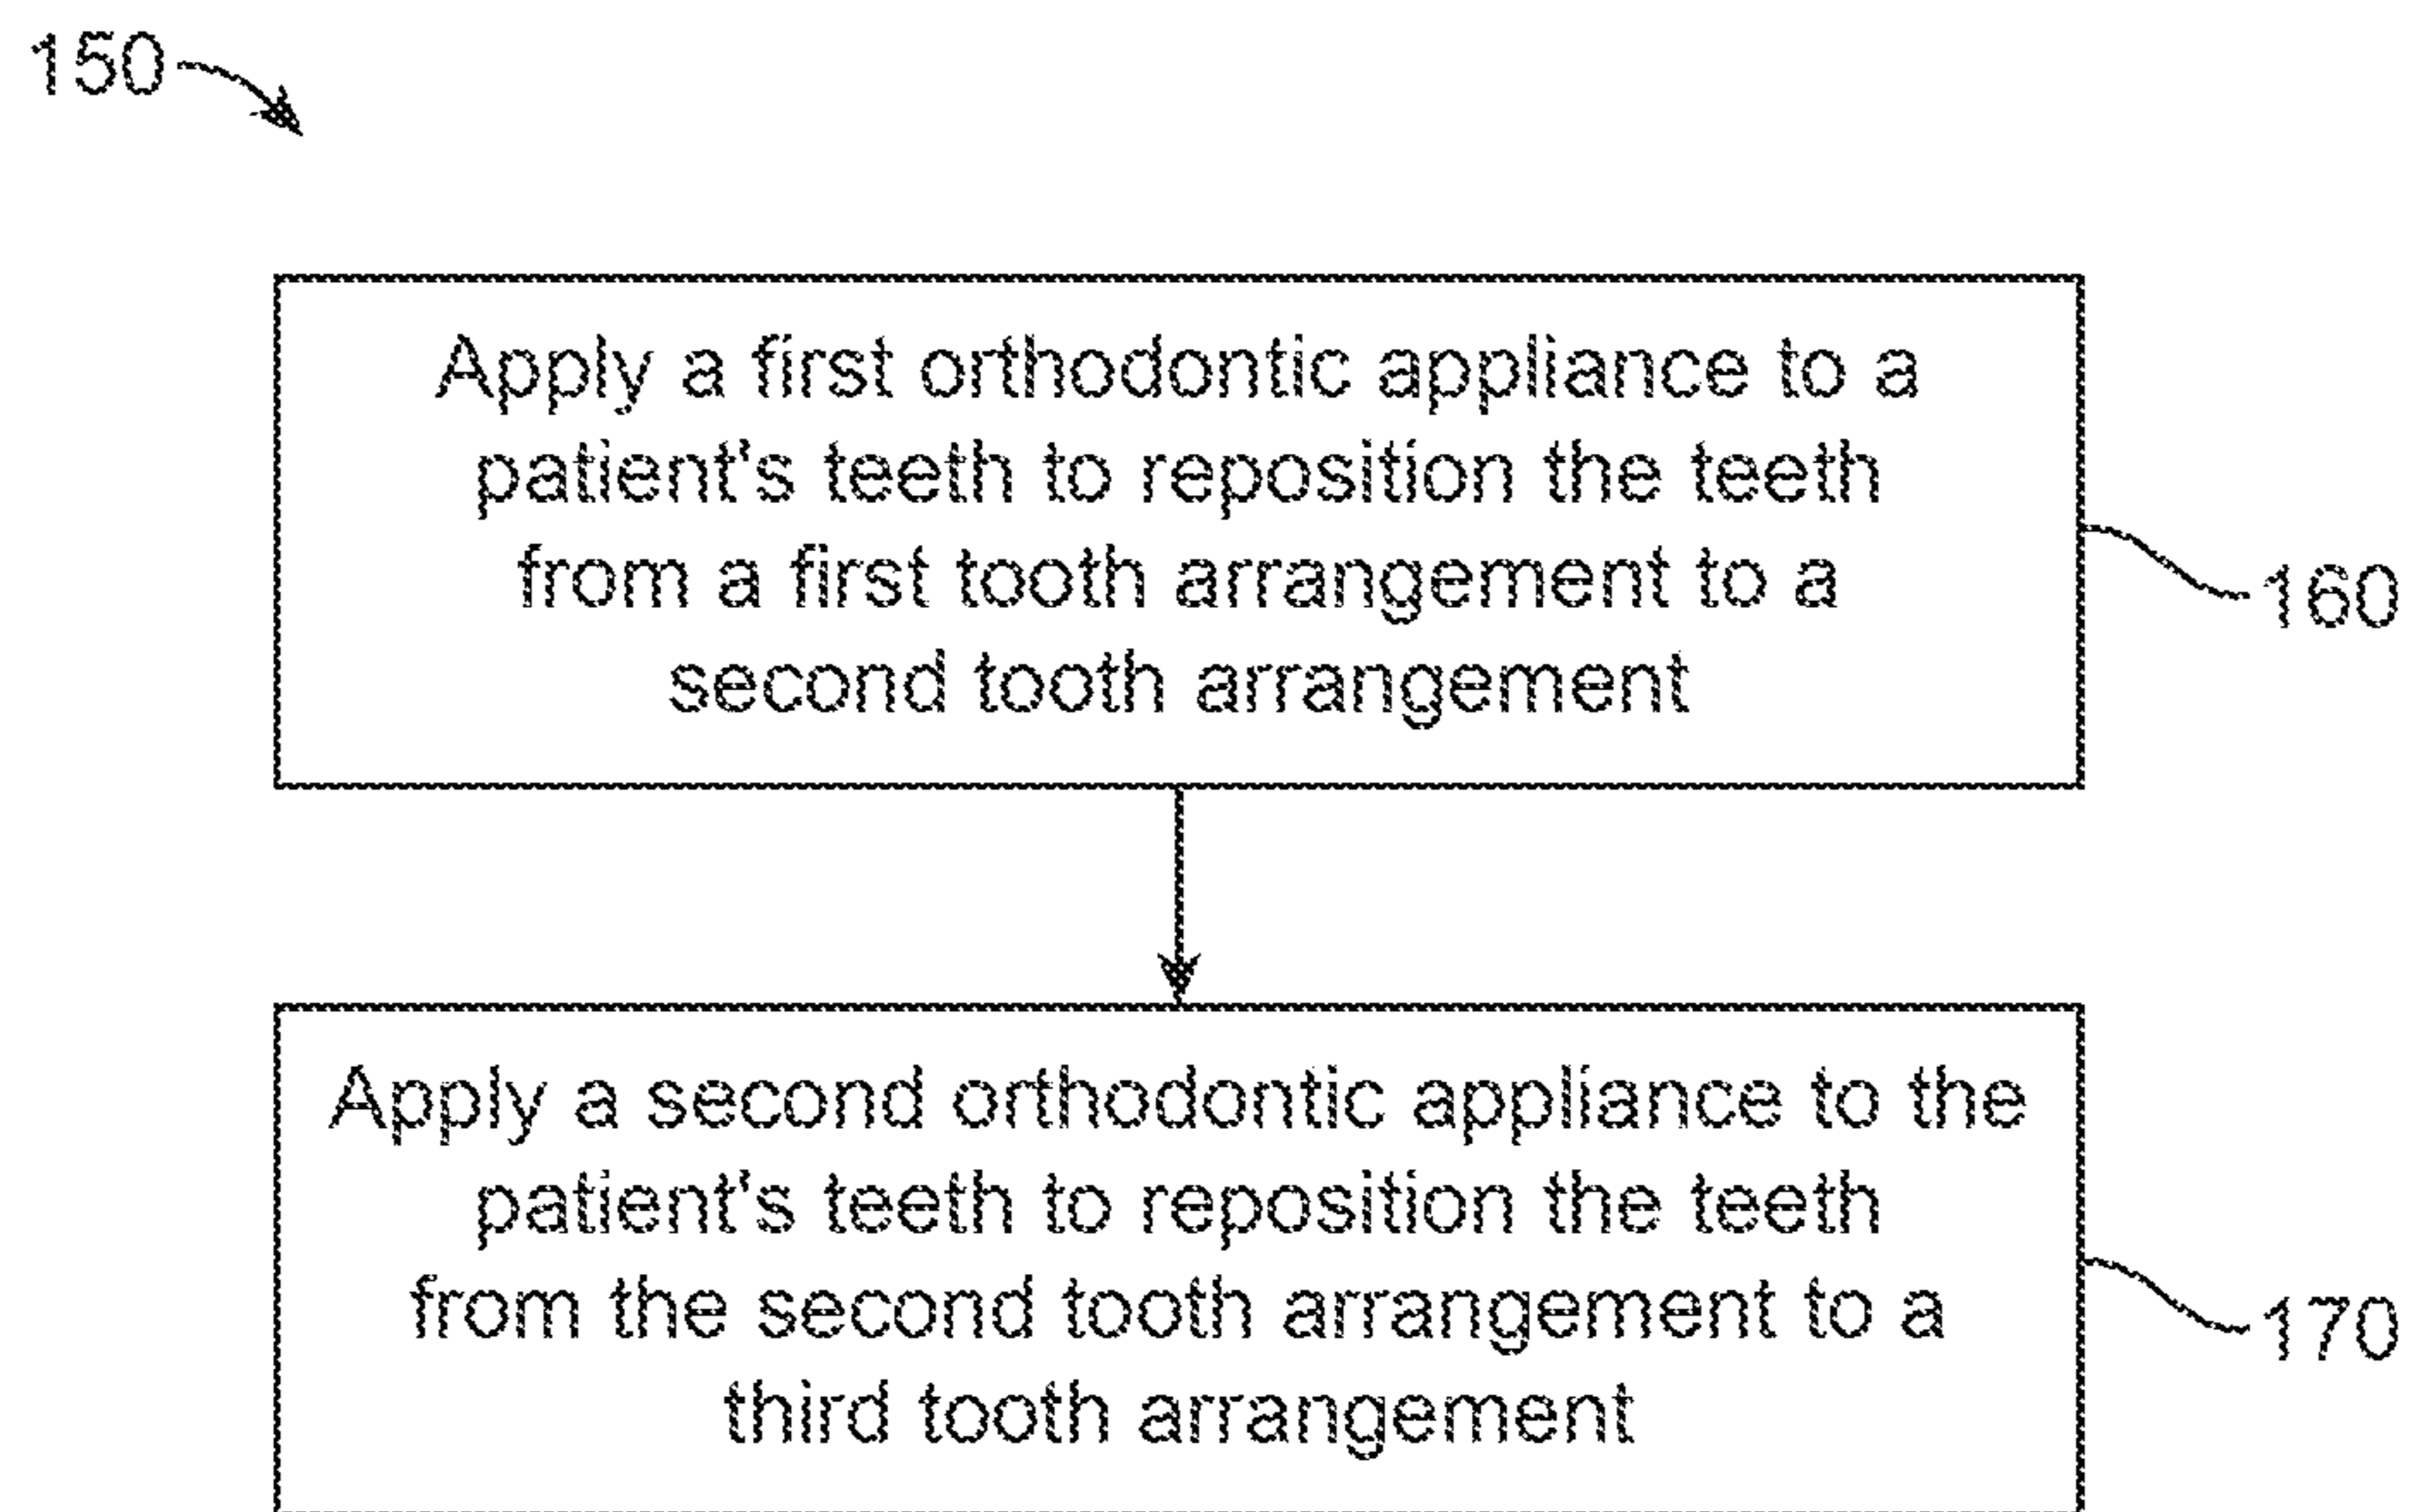 150
Apply a first orthodontic appliance to a
patient's teeth to reposition the teeth
from a first tooth arrangement to a
second tooth arrangement
160
Apply a second orthodontic appliance to the
patient's teeth to reposition the teeth
from the second tooth arrangement to a
third tooth arrangement
170